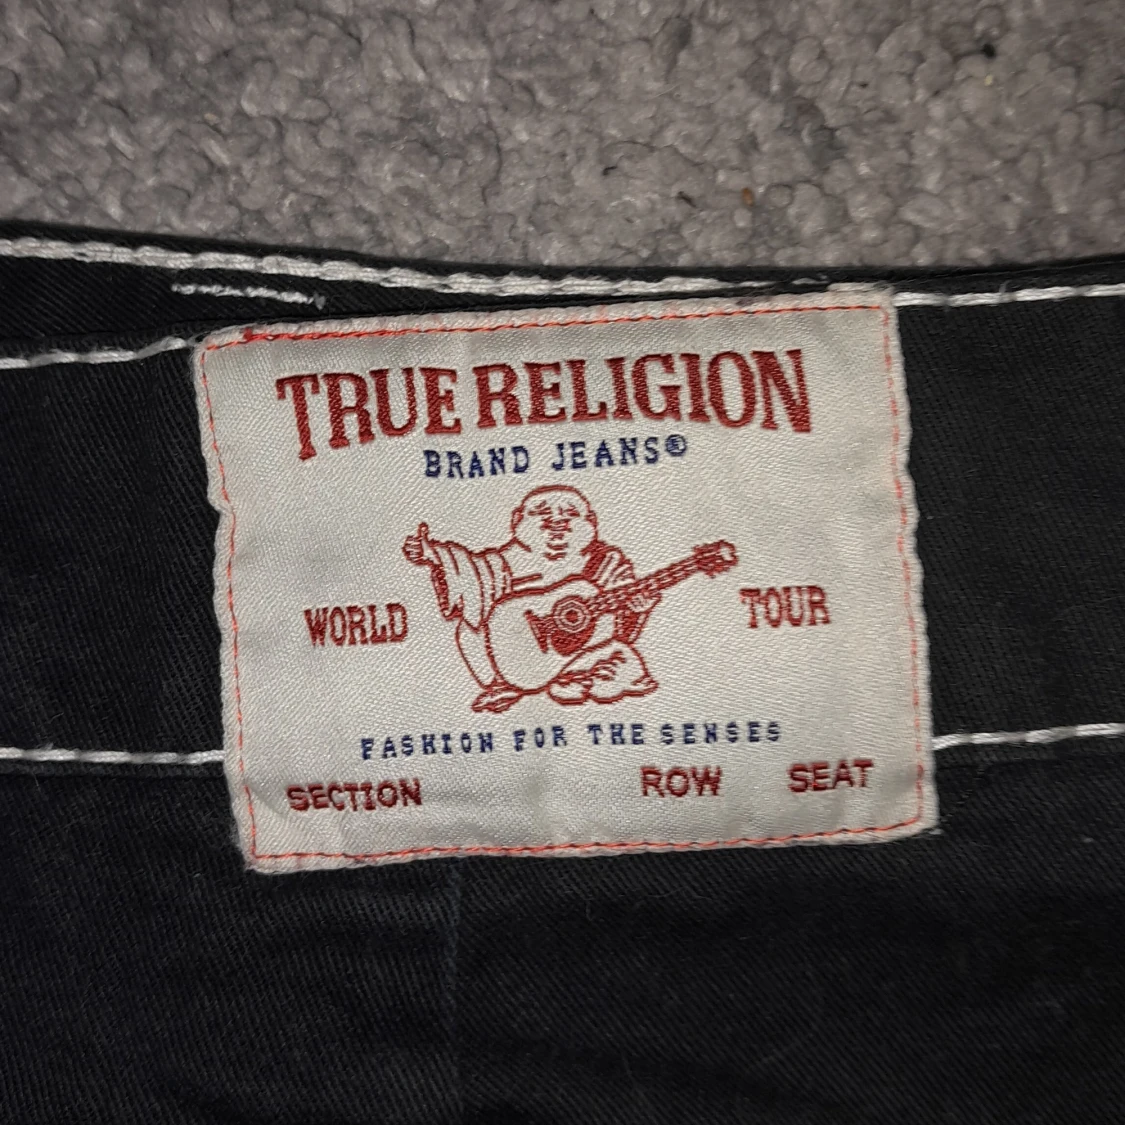 TRUE RELIGION
BRAND JEANS®
WORLD TOUR
FASHION FOR THE SENSES
SECTION ROW SEAT